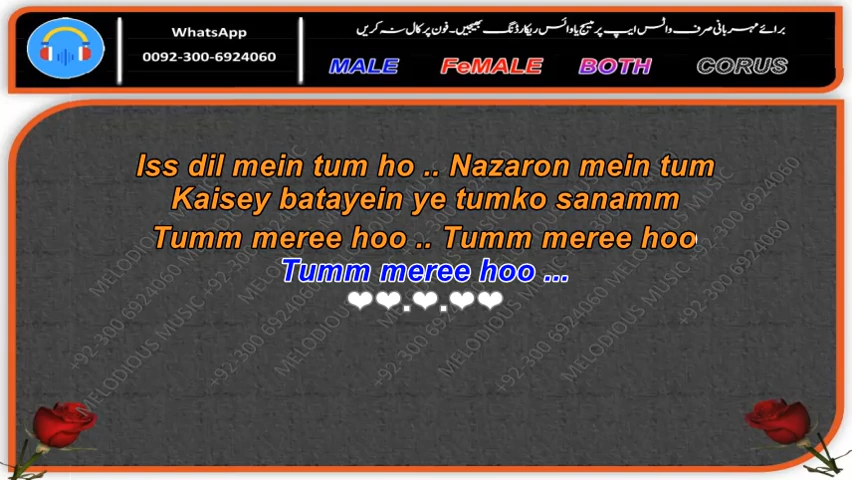 WhatsApp
0092-300-6924060
برائے مہربانی صرف واٹس ایپ پر میسج یا وائس ریکارڈنگ بھیجیں۔ فون پر کال نہ کریں
MALE FeMALE BOTH CORUS
Iss dil mein tum ho .. Nazaron mein tum
Kaisey batayein ye tumko sanamm
Tumm meree hoo .. Tumm meree hoo
Tumm meree hoo ...
❤❤.❤.❤❤
MELODIOUS MUSIC +92-300 6924060